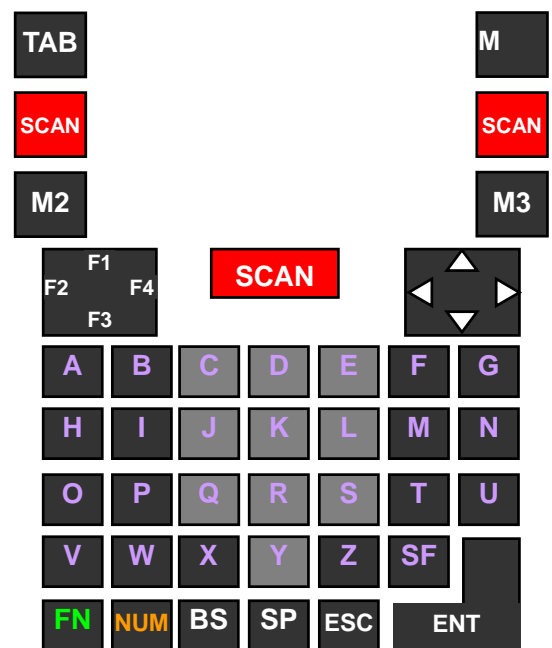 TAB M
SCAN SCAN
M2 M3
F1
F2 F4
F3
SCAN
A B C D E F G
H I J K L M N
O P Q R S T U
V W X Y Z SF
FN NUM BS SP ESC ENT